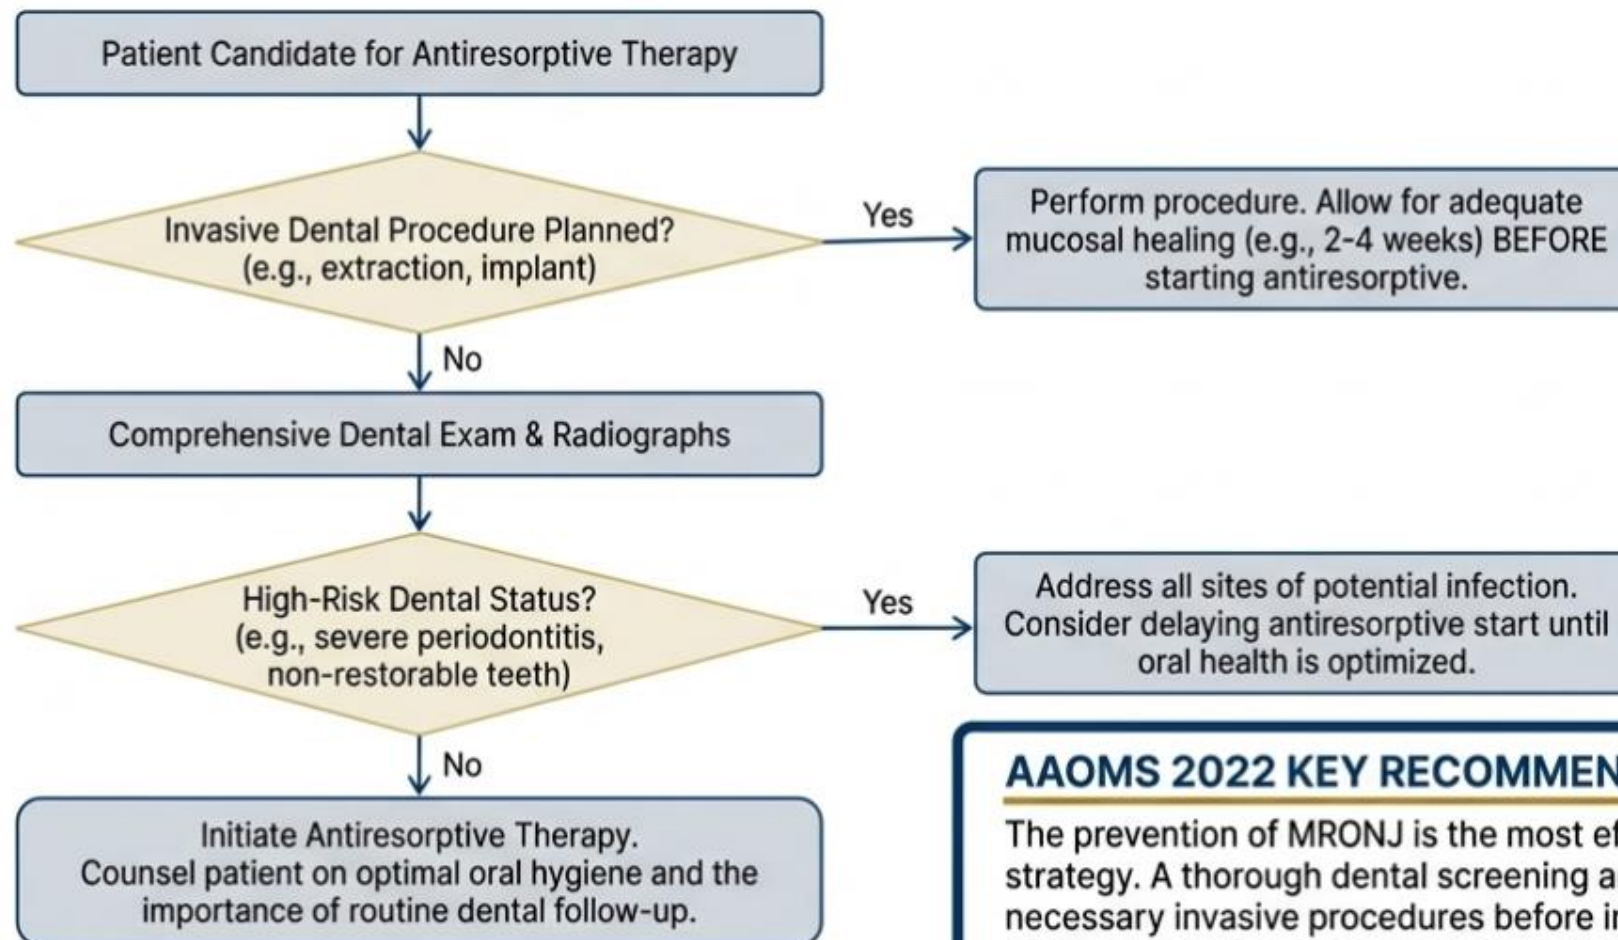 Patient Candidate for Antiresorptive Therapy
Invasive Dental Procedure Planned?
(e.g., extraction, implant)
Yes
Perform procedure. Allow for adequate
mucosal healing (e.g., 2-4 weeks) BEFORE
starting antiresorptive.
No
Comprehensive Dental Exam & Radiographs
High-Risk Dental Status?
(e.g., severe periodontitis,
non-restorable teeth)
Yes
Address all sites of potential infection.
Consider delaying antiresorptive start until
oral health is optimized.
No
Initiate Antiresorptive Therapy.
Counsel patient on optimal oral hygiene and the
importance of routine dental follow-up.
AAOMS 2022 KEY
The prevention of MRONJ is the most
strategy. A thorough dental screening
necessary invasive procedures before